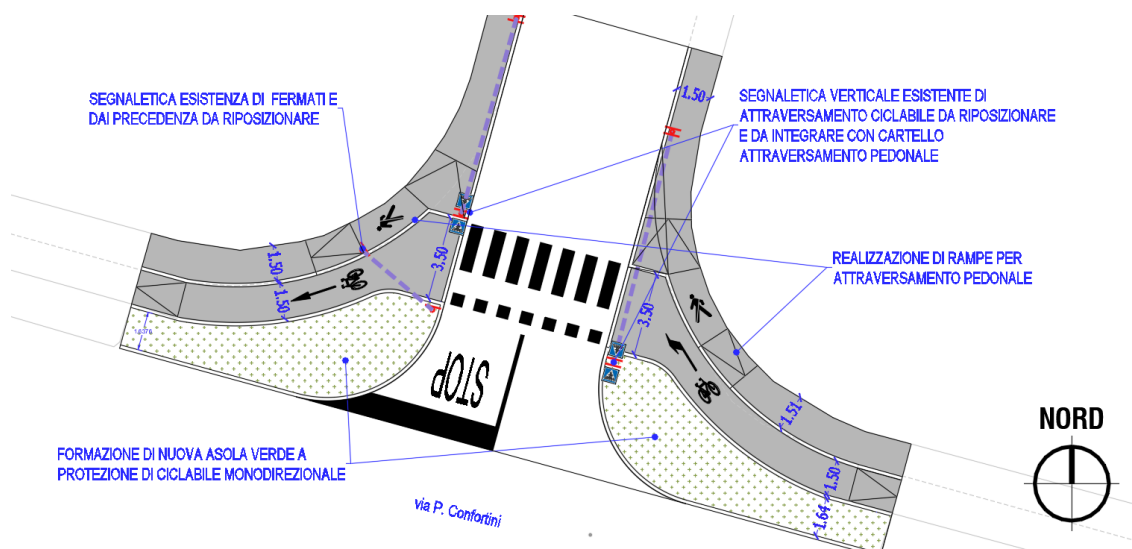 SEGNALETICA ESISTENZA DI FERMATI E
DAI PRECEDENZA DA RIPOSIZIONARE
SEGNALETICA VERTICALE ESISTENTE DI
ATTRAVERSAMENTO CICLABILE DA RIPOSIZIONARE
E DA INTEGRARE CON CARTELLO
ATTRAVERSAMENTO PEDONALE
1.50
3.50
1.50
1.50
1.6376
3.50
REALIZZAZIONE DI RAMPE PER
ATTRAVERSAMENTO PEDONALE
STOP
1.51
NORD
FORMAZIONE DI NUOVA ASOLA VERDE A
PROTEZIONE DI CICLABILE MONODIREZIONALE
1.50
1.64
via P. Confortini